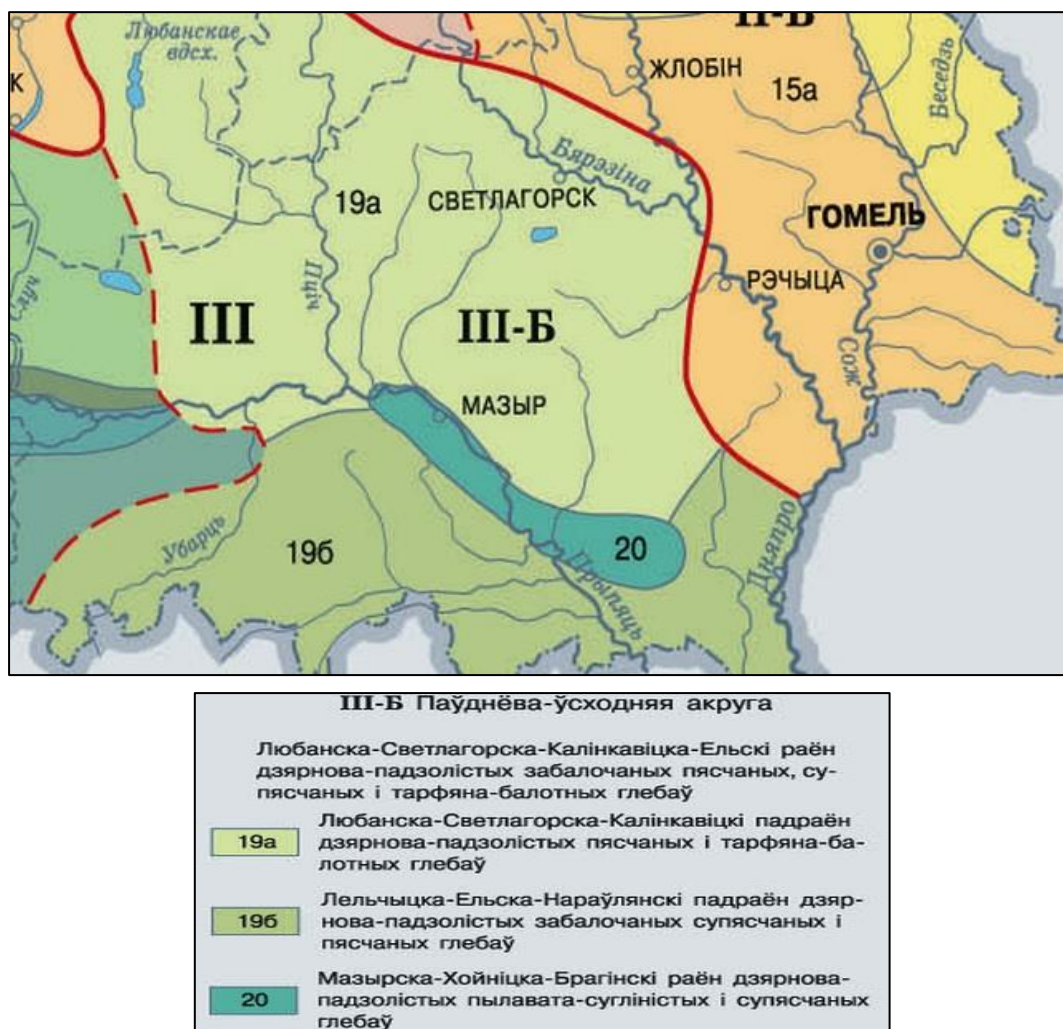 II-Б
Любанскае
вдсх.
К
ЖЛОБІН
15а
Беседзь
Бярэзіна
19а
СВЕТЛАГОРСК
ГОМЕЛЬ
Пціч
РЭЧЫЦА
Случ
III
III-Б
Сож
МАЗЫР
Убарць
19б
20
Прыпяць
Дняпро
III-Б Паўднёва-ўсходняя акруга
Любанска-Светлагорска-Калінкавіцка-Ельскі раён
дзярнова-падзолістых забалочаных пясчаных, су-
пясчаных і тарфяна-балотных глебаў
19а
Любанска-Светлагорска-Калінкавіцкі падраён
дзярнова-падзолістых пясчаных і тарфяна-ба-
лотных глебаў
19б
Лельчыцка-Ельска-Нараўлянскі падраён дзяр-
нова-падзолістых забалочаных супясчаных і
пясчаных глебаў
20
Мазырска-Хойніцка-Брагінскі раён дзярнова-
падзолістых пылавата-сугліністых і супясчаных
глебаў